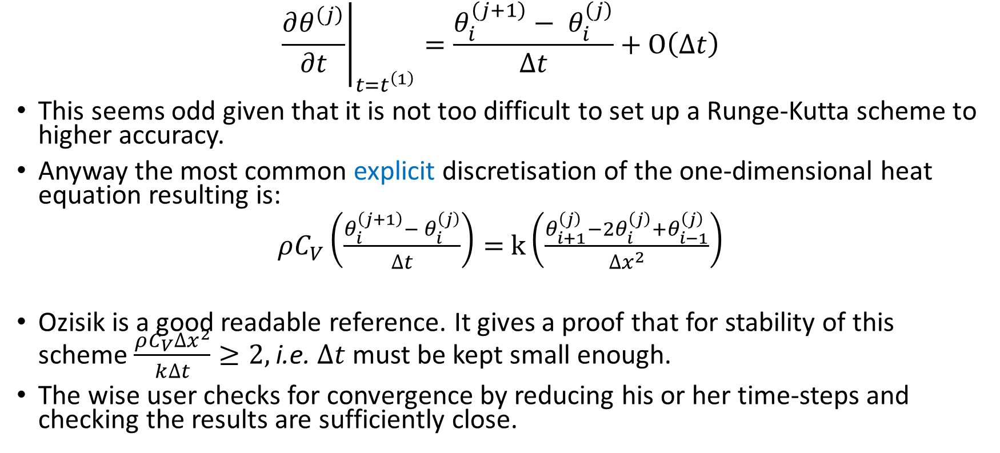 $\left.\frac{\partial\theta^{(j)}}{\partial t}\right|_{t=t^{(1)}} = \frac{\theta_i^{(j+1)} - \theta_i^{(j)}}{\Delta t} + \mathrm{O}(\Delta t)$
• This seems odd given that it is not too difficult to set up a Runge-Kutta scheme to
higher accuracy.
• Anyway the most common explicit discretisation of the one-dimensional heat
equation resulting is:
$\rho C_V \left(\frac{\theta_i^{(j+1)} - \theta_i^{(j)}}{\Delta t}\right) = \mathrm{k} \left(\frac{\theta_{i+1}^{(j)} - 2\theta_i^{(j)} + \theta_{i-1}^{(j)}}{\Delta x^2}\right)$
• Ozisik is a good readable reference. It gives a proof that for stability of this
scheme $\frac{\rho C_V \Delta x^2}{k\Delta t} \geq 2$, i.e. $\Delta t$ must be kept small enough.
• The wise user checks for convergence by reducing his or her time-steps and
checking the results are sufficiently close.